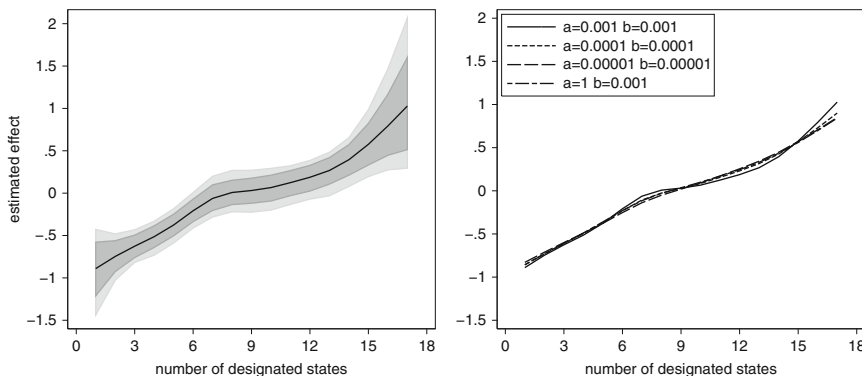 2
1.5
1
.5
0
−.5
−1
−1.5
estimated effect
0 3 6 9 12 15 18
number of designated states
2
1.5
1
.5
0
−.5
−1
−1.5
a=0.001 b=0.001
a=0.0001 b=0.0001
a=0.00001 b=0.00001
a=1 b=0.001
0 3 6 9 12 15 18
number of designated states